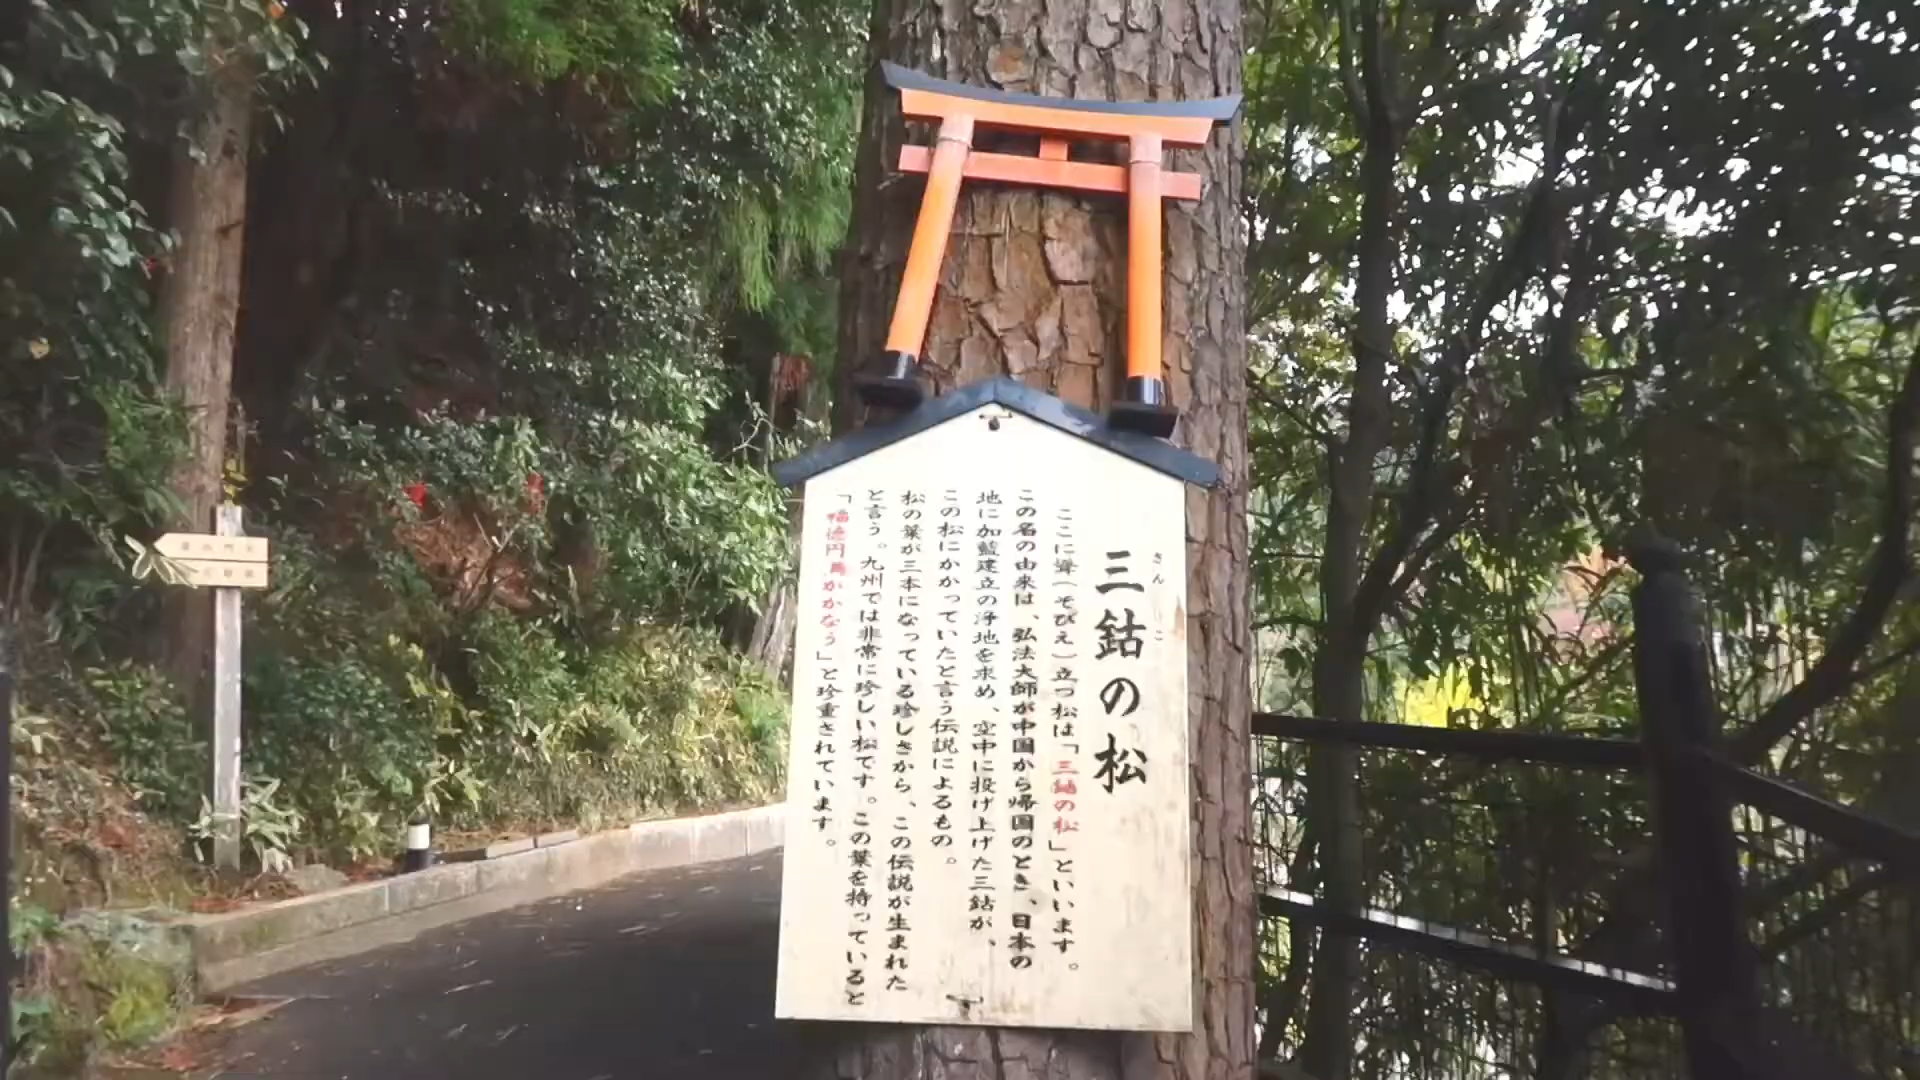 三鈷の松
さんこ
ここに聳(そびえ)立つ松は「三鈷の松」といいます。
この名の由来は、弘法大師が中国から帰国のとき、日本の
地に加藍建立の浄地を求め、空中に投げ上げた三鈷が、
この松にかかっていたと言う伝説によるもの。
松の葉が三本になっている珍しさから、この伝説が生まれた
と言う。九州では非常に珍しい松です。この葉を持っていると
「福徳円満がかなう」と珍重されています。